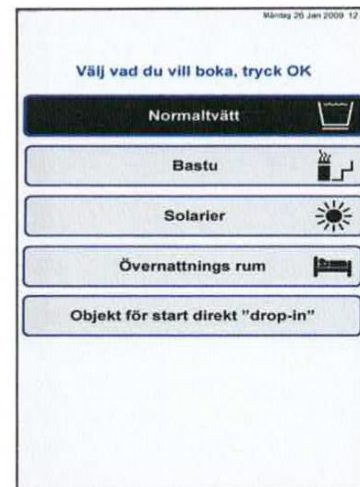 Måndag 26 Jan 2009 12
Välj vad du vill boka, tryck OK
Normaltvätt
Bastu
Solarier
Övernattnings rum
Objekt för start direkt "drop-in"